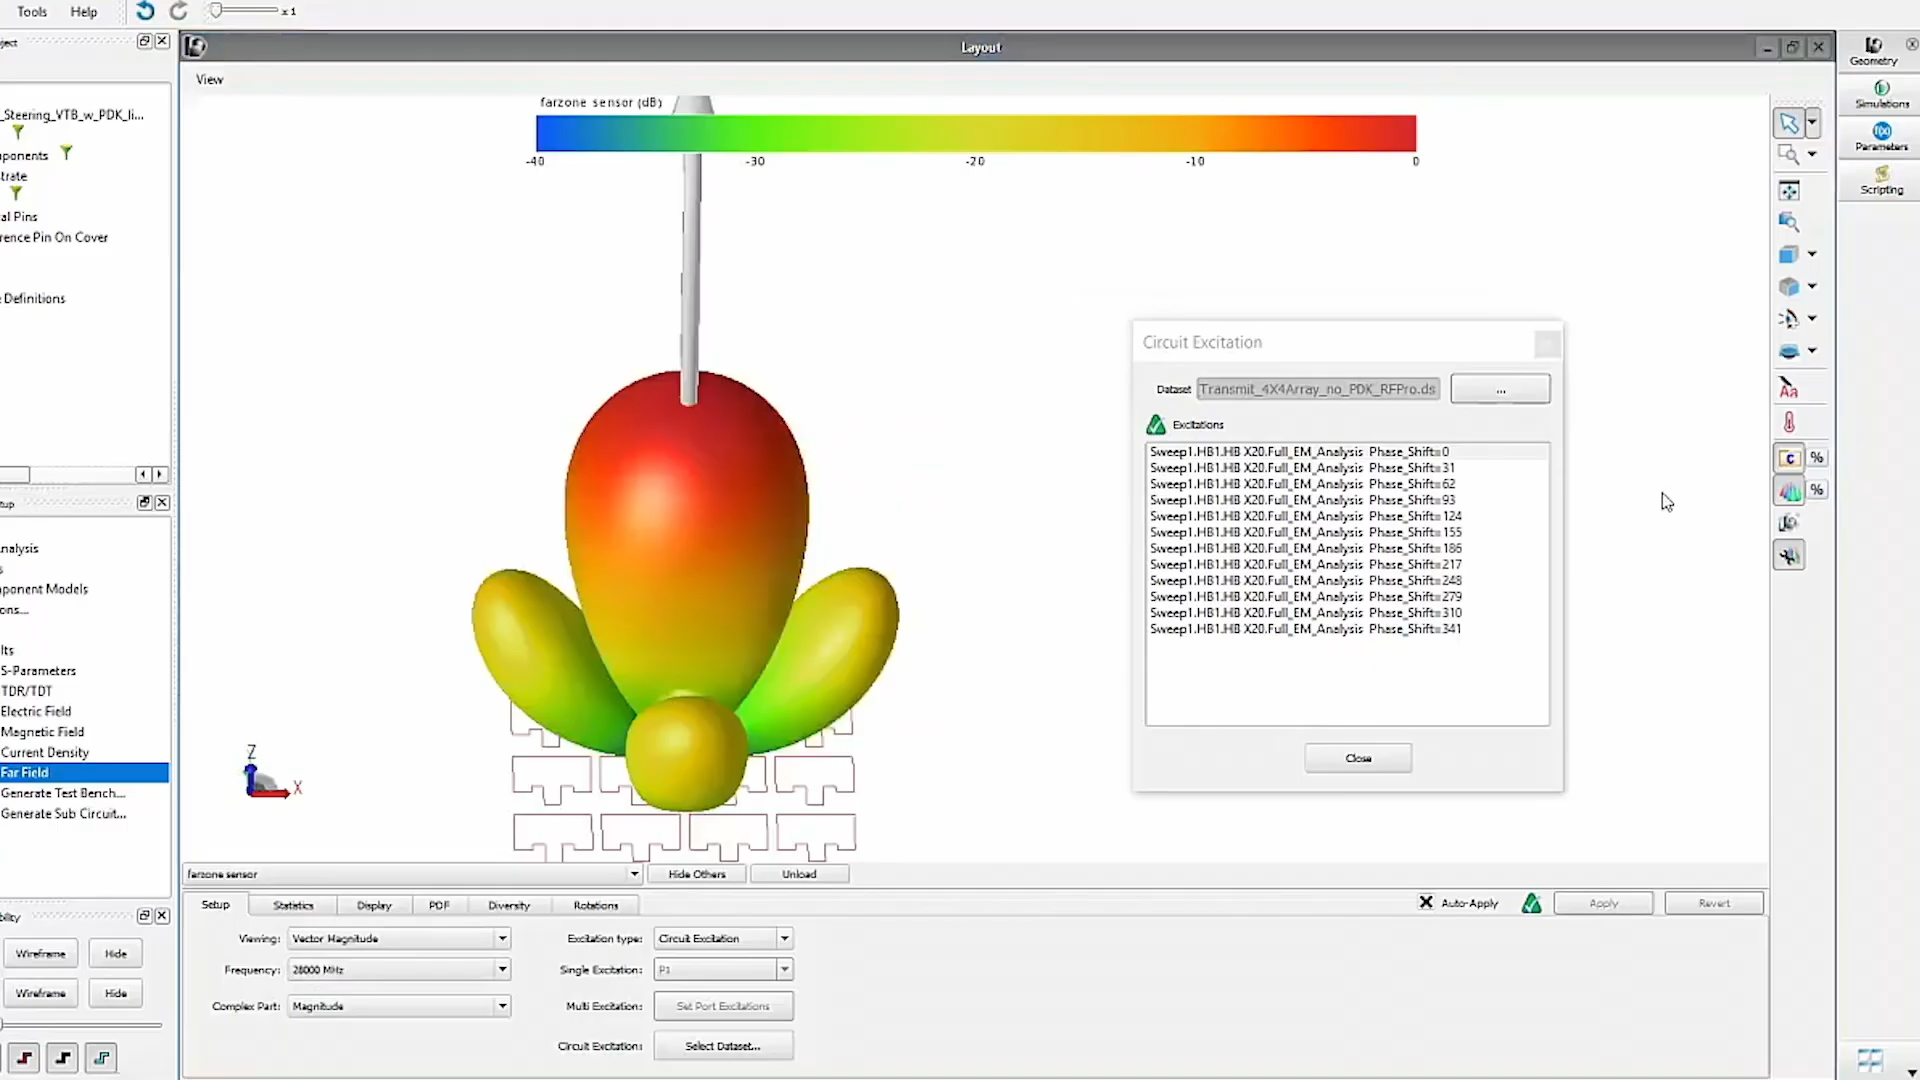 Tools Help x1
ject
_Steering_VTB_w_PDK_li...
ponents
trate
al Pins
rence Pin On Cover
Definitions
tup
nalysis
s
ponent Models
ons...
lts
S-Parameters
TDR/TDT
Electric Field
Magnetic Field
Current Density
Far Field
Generate Test Bench...
Generate Sub Circuit...
bility
Wireframe Hide
Wireframe Hide
Layout
View
farzone sensor (dB)
-40 -30 -20 -10 0
Z
X
Circuit Excitation
Dataset Transmit_4X4Array_no_PDK_RFPro.ds ...
Excitations
Sweep1.HB1.HB X20.Full_EM_Analysis Phase_Shift=0
Sweep1.HB1.HB X20.Full_EM_Analysis Phase_Shift=31
Sweep1.HB1.HB X20.Full_EM_Analysis Phase_Shift=62
Sweep1.HB1.HB X20.Full_EM_Analysis Phase_Shift=93
Sweep1.HB1.HB X20.Full_EM_Analysis Phase_Shift=124
Sweep1.HB1.HB X20.Full_EM_Analysis Phase_Shift=155
Sweep1.HB1.HB X20.Full_EM_Analysis Phase_Shift=186
Sweep1.HB1.HB X20.Full_EM_Analysis Phase_Shift=217
Sweep1.HB1.HB X20.Full_EM_Analysis Phase_Shift=248
Sweep1.HB1.HB X20.Full_EM_Analysis Phase_Shift=279
Sweep1.HB1.HB X20.Full_EM_Analysis Phase_Shift=310
Sweep1.HB1.HB X20.Full_EM_Analysis Phase_Shift=341
Close
farzone sensor Hide Others Unload
Setup Statistics Display PDF Diversity Rotations Auto-Apply Apply Revert
Viewing: Vector Magnitude Excitation type: Circuit Excitation
Frequency: 28000 MHz Single Excitation: P1
Complex Part: Magnitude Multi Excitation: Set Port Excitations
Circuit Excitation: Select Dataset...
Aa
C %
%
Geometry
Simulations
f(x)
Parameters
Scripting